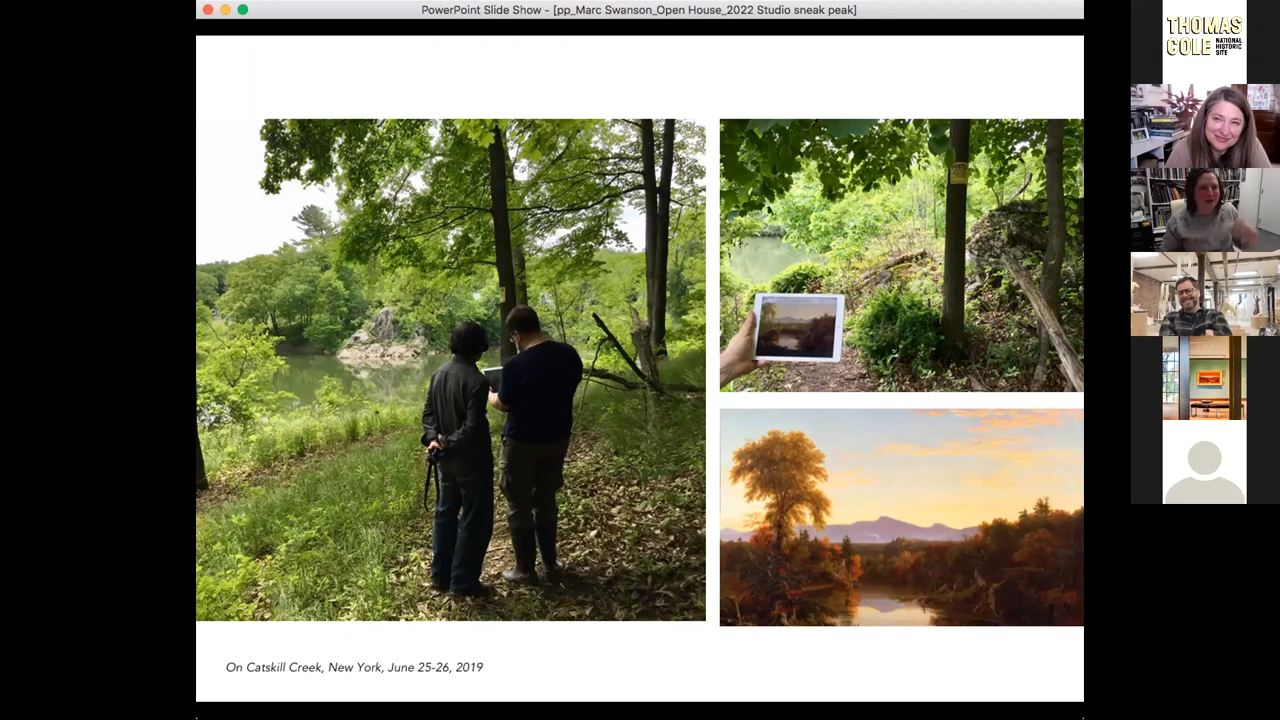 PowerPoint Slide Show - [pp_Marc Swanson_Open House_2022 Studio sneak peak]
THOMAS
COLE NATIONAL
HISTORIC
SITE
On Catskill Creek, New York, June 25-26, 2019